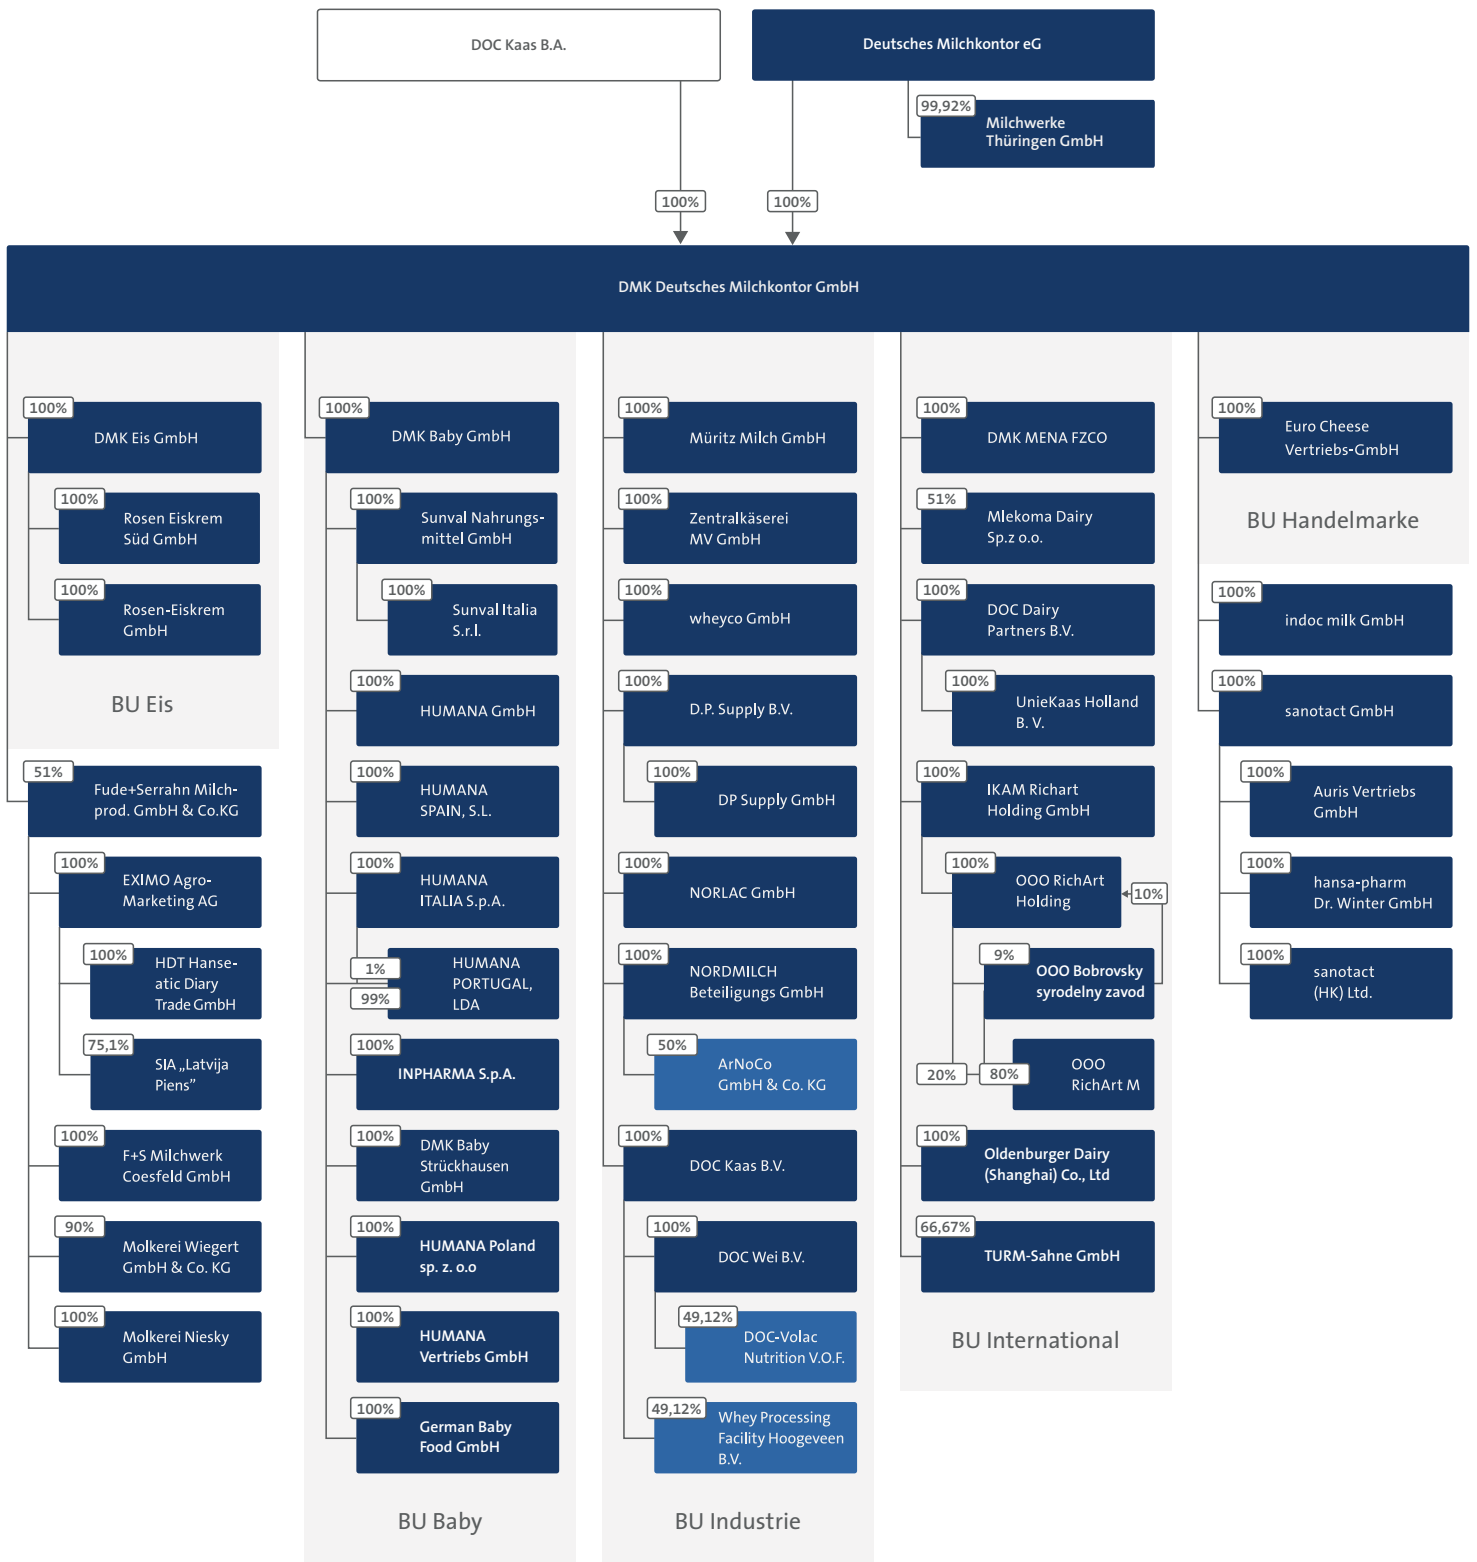 DOC Kaas B.A.
Deutsches Milchkontor eG
99,92%
Milchwerke
Thüringen GmbH
100%
100%
DMK Deutsches Milchkontor GmbH
100%
DMK Eis GmbH
100%
Rosen Eiskrem
Süd GmbH
100%
Rosen-Eiskrem
GmbH
BU Eis
51%
Fude+Serrahn Milch-
prod. GmbH & Co.KG
100%
EXIMO Agro-
Marketing AG
100%
HDT Hanse-
atic Diary
Trade GmbH
75,1%
SIA „Latvija
Piens”
100%
F+S Milchwerk
Coesfeld GmbH
90%
Molkerei Wiegert
GmbH & Co. KG
100%
Molkerei Niesky
GmbH
100%
DMK Baby GmbH
100%
Sunval Nahrungs-
mittel GmbH
100%
Sunval Italia
S.r.l.
100%
HUMANA GmbH
100%
HUMANA
SPAIN, S.L.
100%
HUMANA
ITALIA S.p.A.
1%
99%
HUMANA
PORTUGAL,
LDA
100%
INPHARMA S.p.A.
100%
DMK Baby
Strückhausen
GmbH
100%
HUMANA Poland
sp. z. o.o
100%
HUMANA
Vertriebs GmbH
100%
German Baby
Food GmbH
BU Baby
100%
Müritz Milch GmbH
100%
Zentralkäserei
MV GmbH
100%
wheyco GmbH
100%
D.P. Supply B.V.
100%
DP Supply GmbH
100%
NORLAC GmbH
100%
NORDMILCH
Beteiligungs GmbH
50%
ArNoCo
GmbH & Co. KG
100%
DOC Kaas B.V.
100%
DOC Wei B.V.
49,12%
DOC-Volac
Nutrition V.O.F.
49,12%
Whey Processing
Facility Hoogeveen
B.V.
BU Industrie
100%
DMK MENA FZCO
51%
Mlekoma Dairy
Sp.z o.o.
100%
DOC Dairy
Partners B.V.
100%
UnieKaas Holland
B. V.
100%
IKAM Richart
Holding GmbH
100%
OOO RichArt
Holding
10%
9%
OOO Bobrovsky
syrodelny zavod
20%
80%
OOO
RichArt M
100%
Oldenburger Dairy
(Shanghai) Co., Ltd
66,67%
TURM-Sahne GmbH
BU International
100%
Euro Cheese
Vertriebs-GmbH
BU Handelmarke
100%
indoc milk GmbH
100%
sanotact GmbH
100%
Auris Vertriebs
GmbH
100%
hansa-pharm
Dr. Winter GmbH
100%
sanotact
(HK) Ltd.